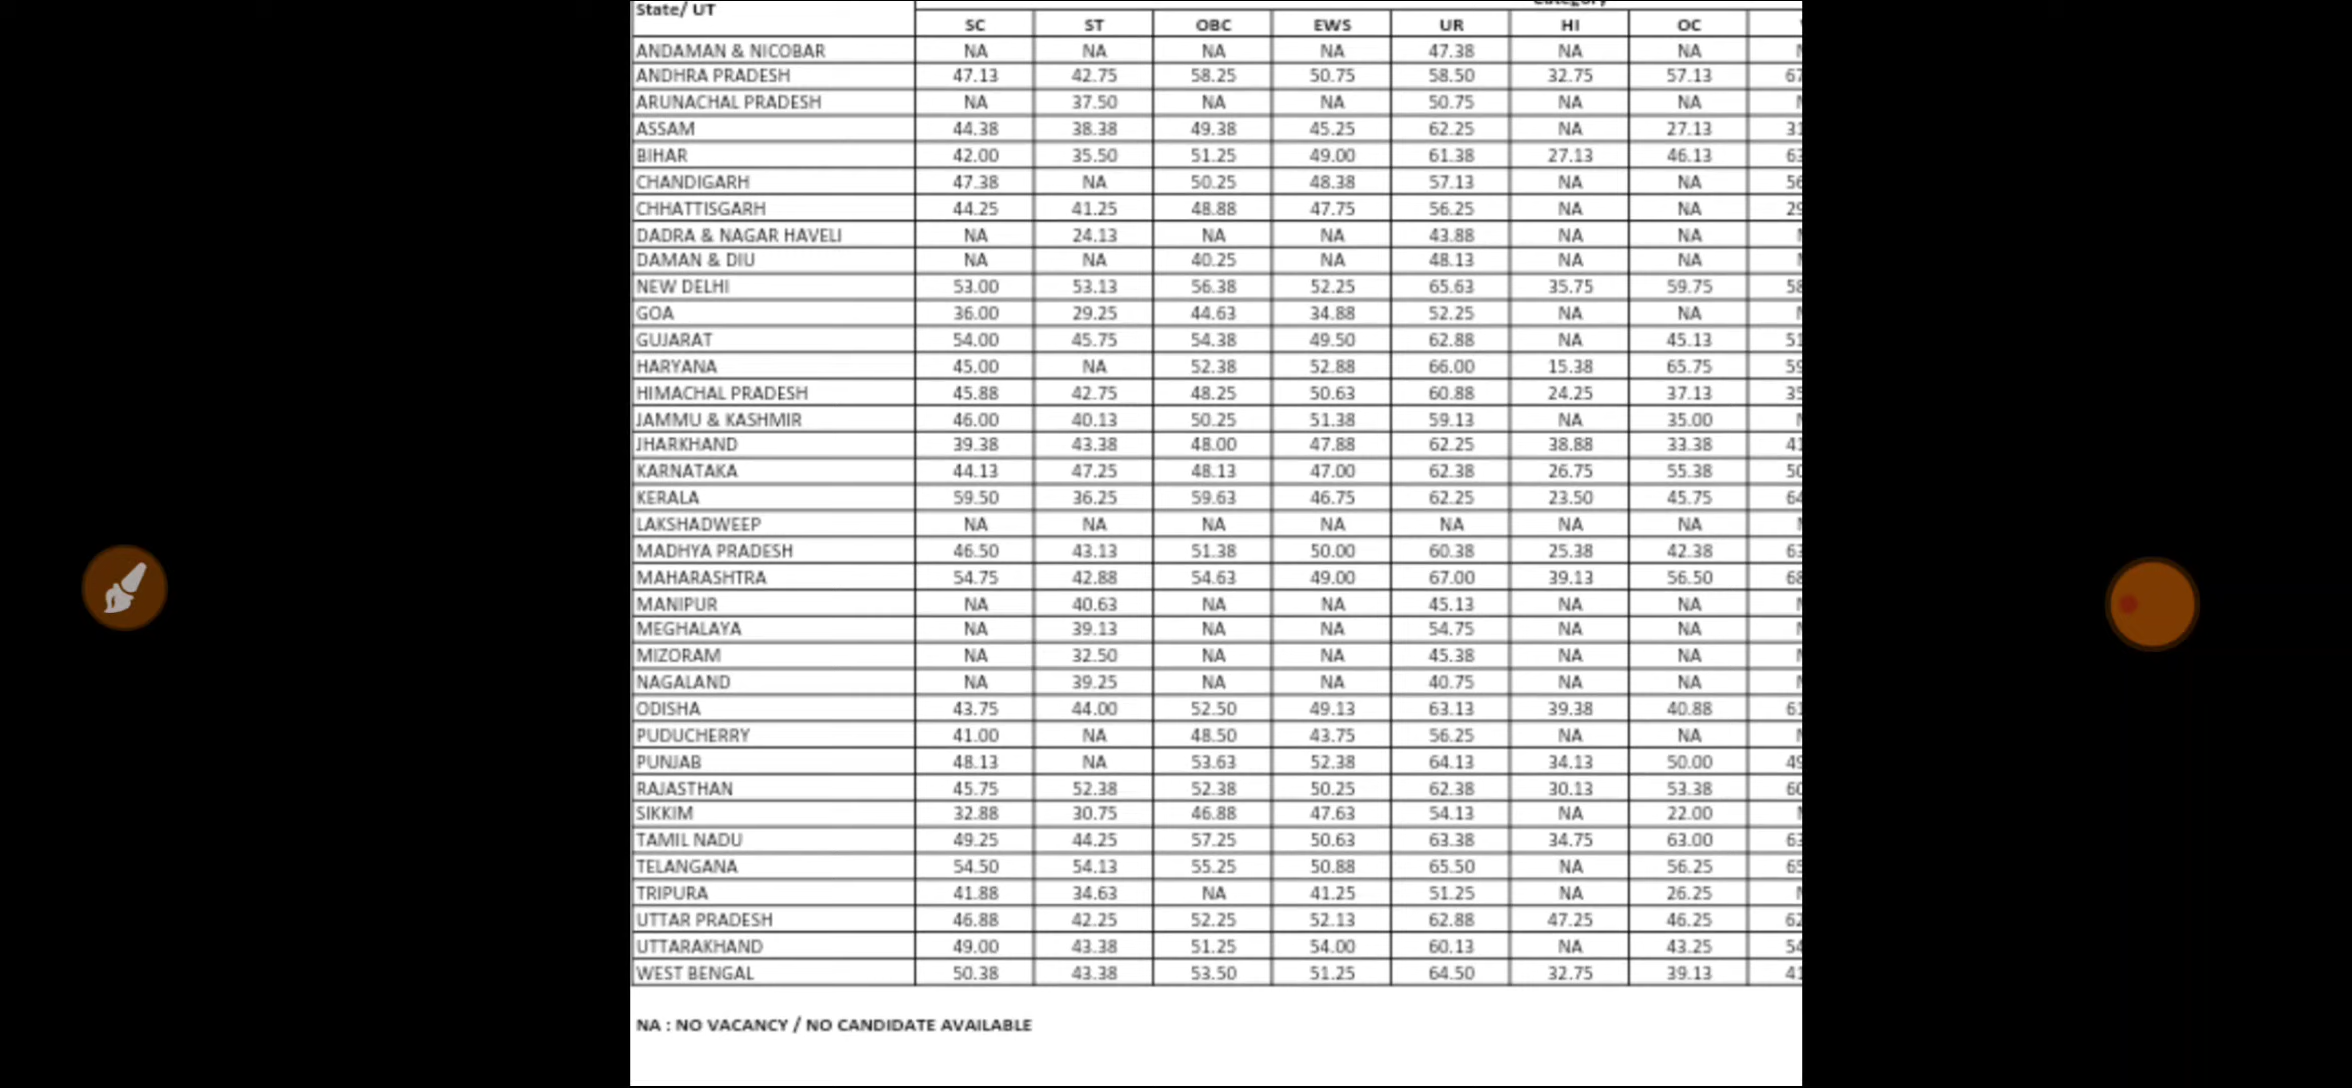 Category
State/ UT
SC ST OBC EWS UR HI OC
ANDAMAN & NICOBAR NA NA NA NA 47.38 NA NA
ANDHRA PRADESH 47.13 42.75 58.25 50.75 58.50 32.75 57.13
ARUNACHAL PRADESH NA 37.50 NA NA 50.75 NA NA
ASSAM 44.38 38.38 49.38 45.25 62.25 NA 27.13
BIHAR 42.00 35.50 51.25 49.00 61.38 27.13 46.13
CHANDIGARH 47.38 NA 50.25 48.38 57.13 NA NA
CHHATTISGARH 44.25 41.25 48.88 47.75 56.25 NA NA
DADRA & NAGAR HAVELI NA 24.13 NA NA 43.88 NA NA
DAMAN & DIU NA NA 40.25 NA 48.13 NA NA
NEW DELHI 53.00 53.13 56.38 52.25 65.63 35.75 59.75
GOA 36.00 29.25 44.63 34.88 52.25 NA NA
GUJARAT 54.00 45.75 54.38 49.50 62.88 NA 45.13
HARYANA 45.00 NA 52.38 52.88 66.00 15.38 65.75
HIMACHAL PRADESH 45.88 42.75 48.25 50.63 60.88 24.25 37.13
JAMMU & KASHMIR 46.00 40.13 50.25 51.38 59.13 NA 35.00
JHARKHAND 39.38 43.38 48.00 47.88 62.25 38.88 33.38
KARNATAKA 44.13 47.25 48.13 47.00 62.38 26.75 55.38
KERALA 59.50 36.25 59.63 46.75 62.25 23.50 45.75
LAKSHADWEEP NA NA NA NA NA NA NA
MADHYA PRADESH 46.50 43.13 51.38 50.00 60.38 25.38 42.38
MAHARASHTRA 54.75 42.88 54.63 49.00 67.00 39.13 56.50
MANIPUR NA 40.63 NA NA 45.13 NA NA
MEGHALAYA NA 39.13 NA NA 54.75 NA NA
MIZORAM NA 32.50 NA NA 45.38 NA NA
NAGALAND NA 39.25 NA NA 40.75 NA NA
ODISHA 43.75 44.00 52.50 49.13 63.13 39.38 40.88
PUDUCHERRY 41.00 NA 48.50 43.75 56.25 NA NA
PUNJAB 48.13 NA 53.63 52.38 64.13 34.13 50.00
RAJASTHAN 45.75 52.38 52.38 50.25 62.38 30.13 53.38
SIKKIM 32.88 30.75 46.88 47.63 54.13 NA 22.00
TAMIL NADU 49.25 44.25 57.25 50.63 63.38 34.75 63.00
TELANGANA 54.50 54.13 55.25 50.88 65.50 NA 56.25
TRIPURA 41.88 34.63 NA 41.25 51.25 NA 26.25
UTTAR PRADESH 46.88 42.25 52.25 52.13 62.88 47.25 46.25
UTTARAKHAND 49.00 43.38 51.25 54.00 60.13 NA 43.25
WEST BENGAL 50.38 43.38 53.50 51.25 64.50 32.75 39.13
NA : NO VACANCY / NO CANDIDATE AVAILABLE